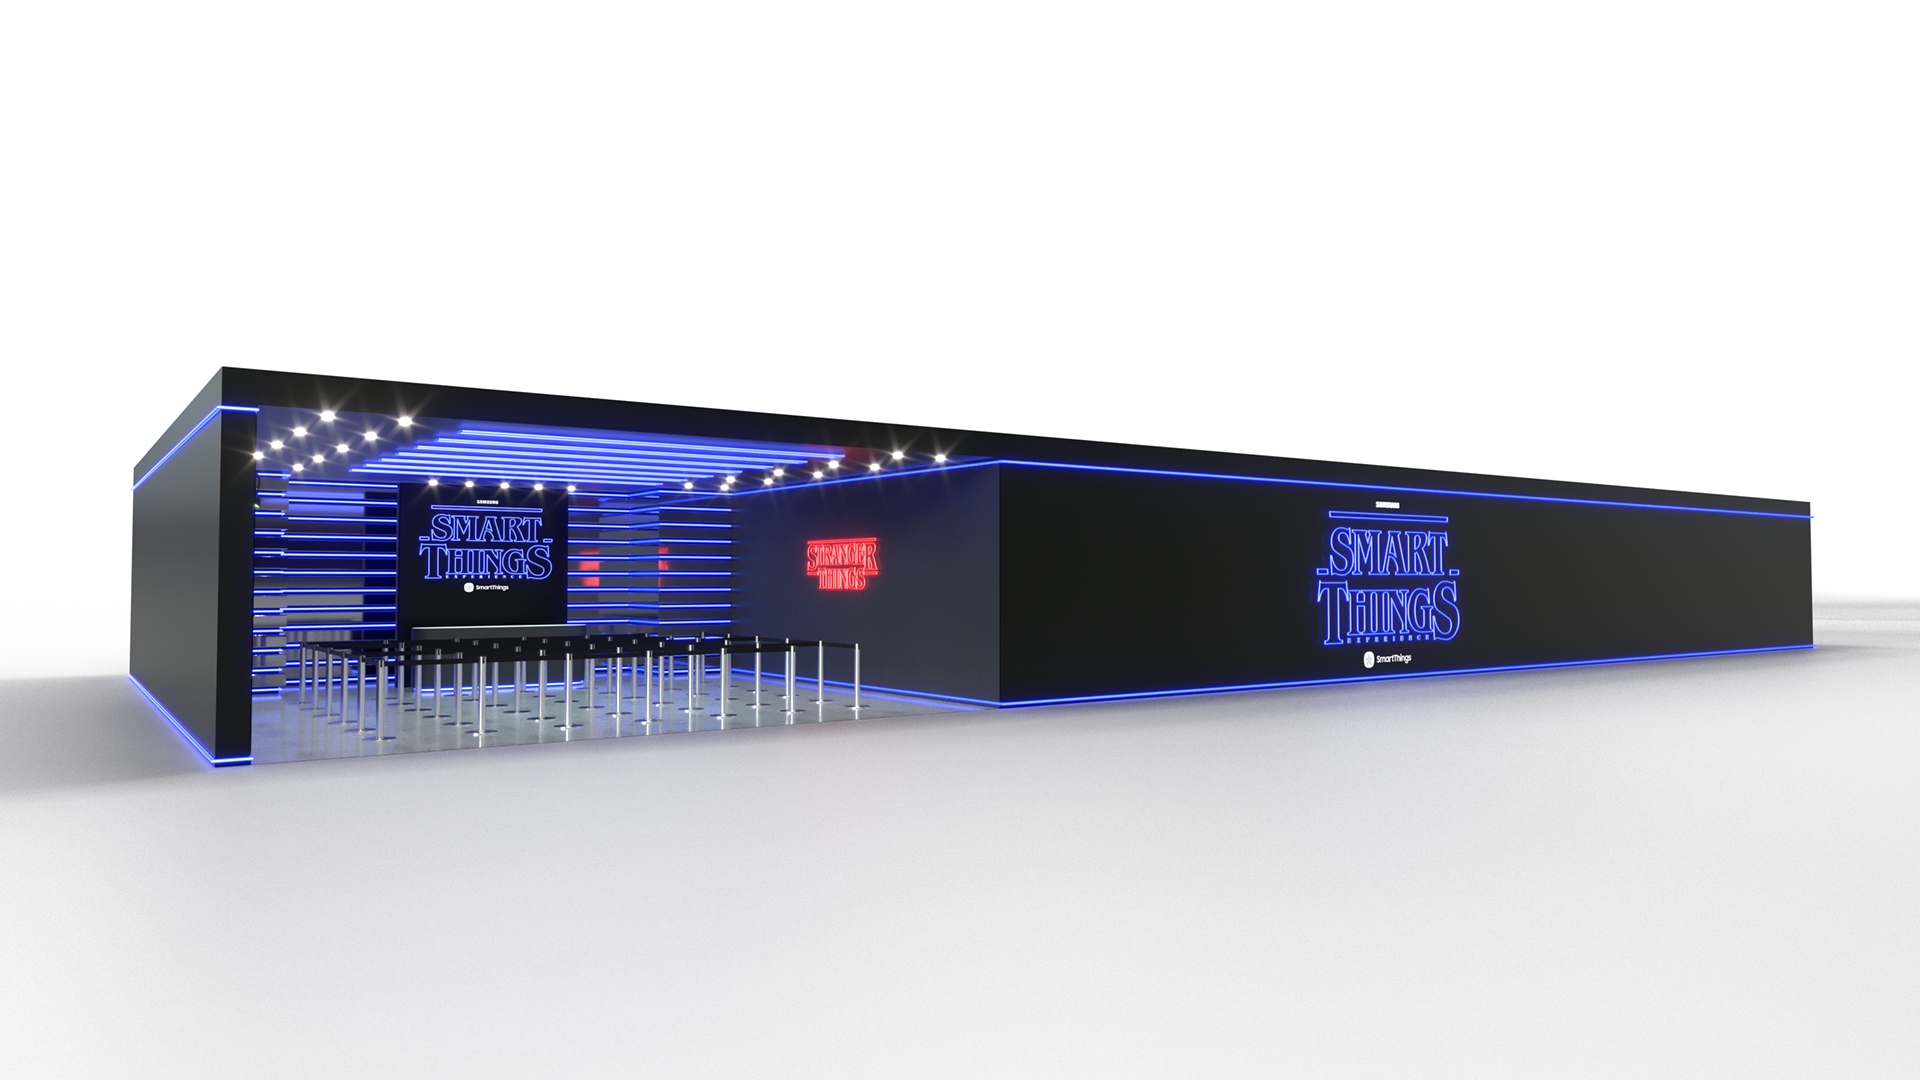 SAMSUNG
SMART
THINGS
EXPERIENCE
SmartThings
STRANGER
THINGS
SAMSUNG
SMART
THINGS
EXPERIENCE
SmartThings